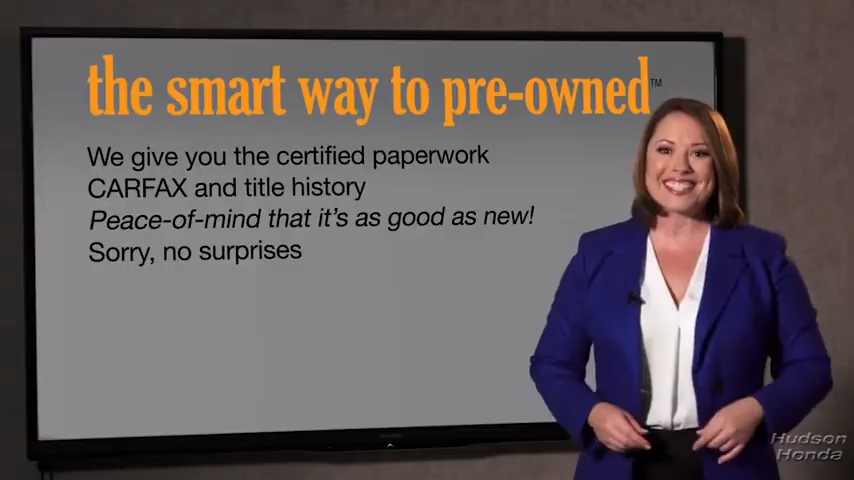 the smart way to pre-owned™
We give you the certified paperwork
CARFAX and title history
Peace-of-mind that it's as good as new!
Sorry, no surprises
Hudson
Honda